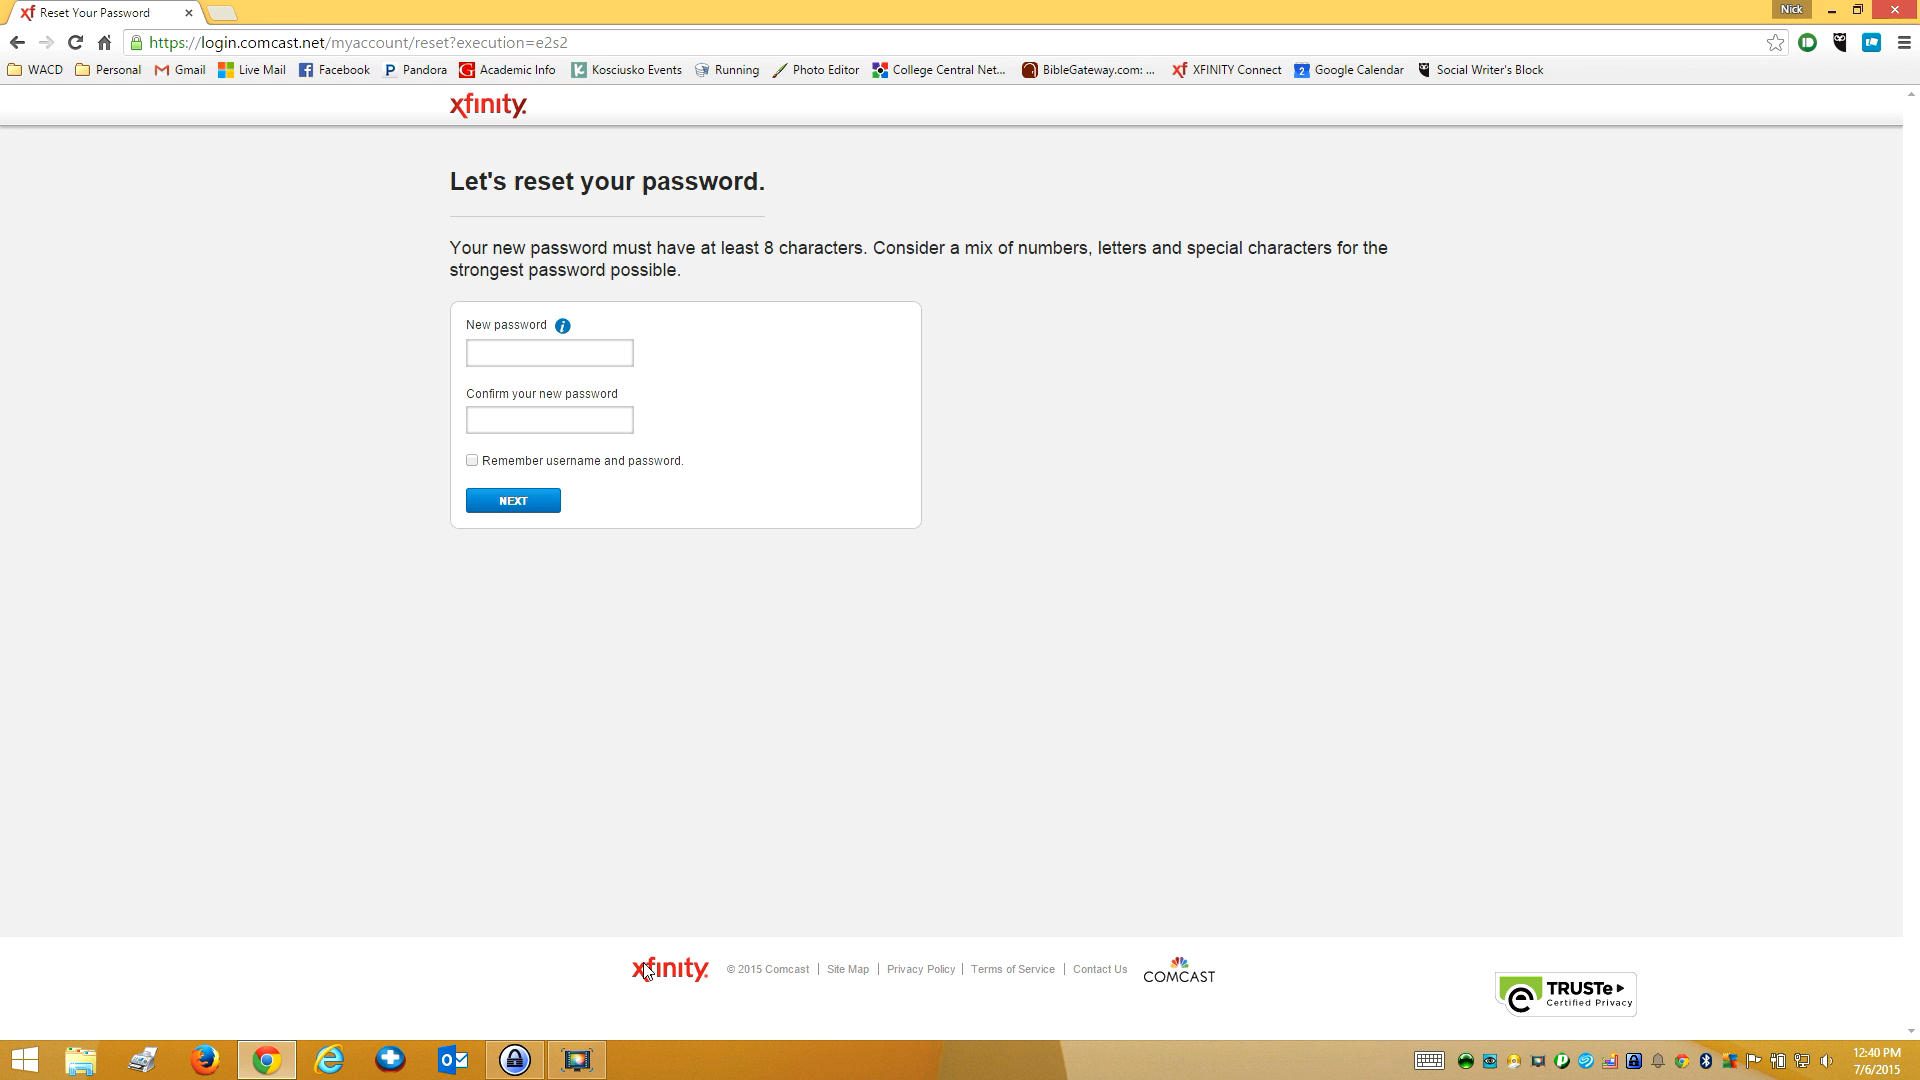 Reset Your Password
Nick
https://login.comcast.net/myaccount/reset?execution=e2s2
WACD Personal Gmail Live Mail Facebook Pandora Academic Info Kosciusko Events Running Photo Editor College Central Net... BibleGateway.com: ... XFINITY Connect Google Calendar Social Writer's Block
xfinity.
Let's reset your password.
Your new password must have at least 8 characters. Consider a mix of numbers, letters and special characters for the
strongest password possible.
New password
Confirm your new password
Remember username and password.
NEXT
xfinity. © 2015 Comcast | Site Map | Privacy Policy | Terms of Service | Contact Us COMCAST
TRUSTe
Certified Privacy
12:40 PM
7/6/2015